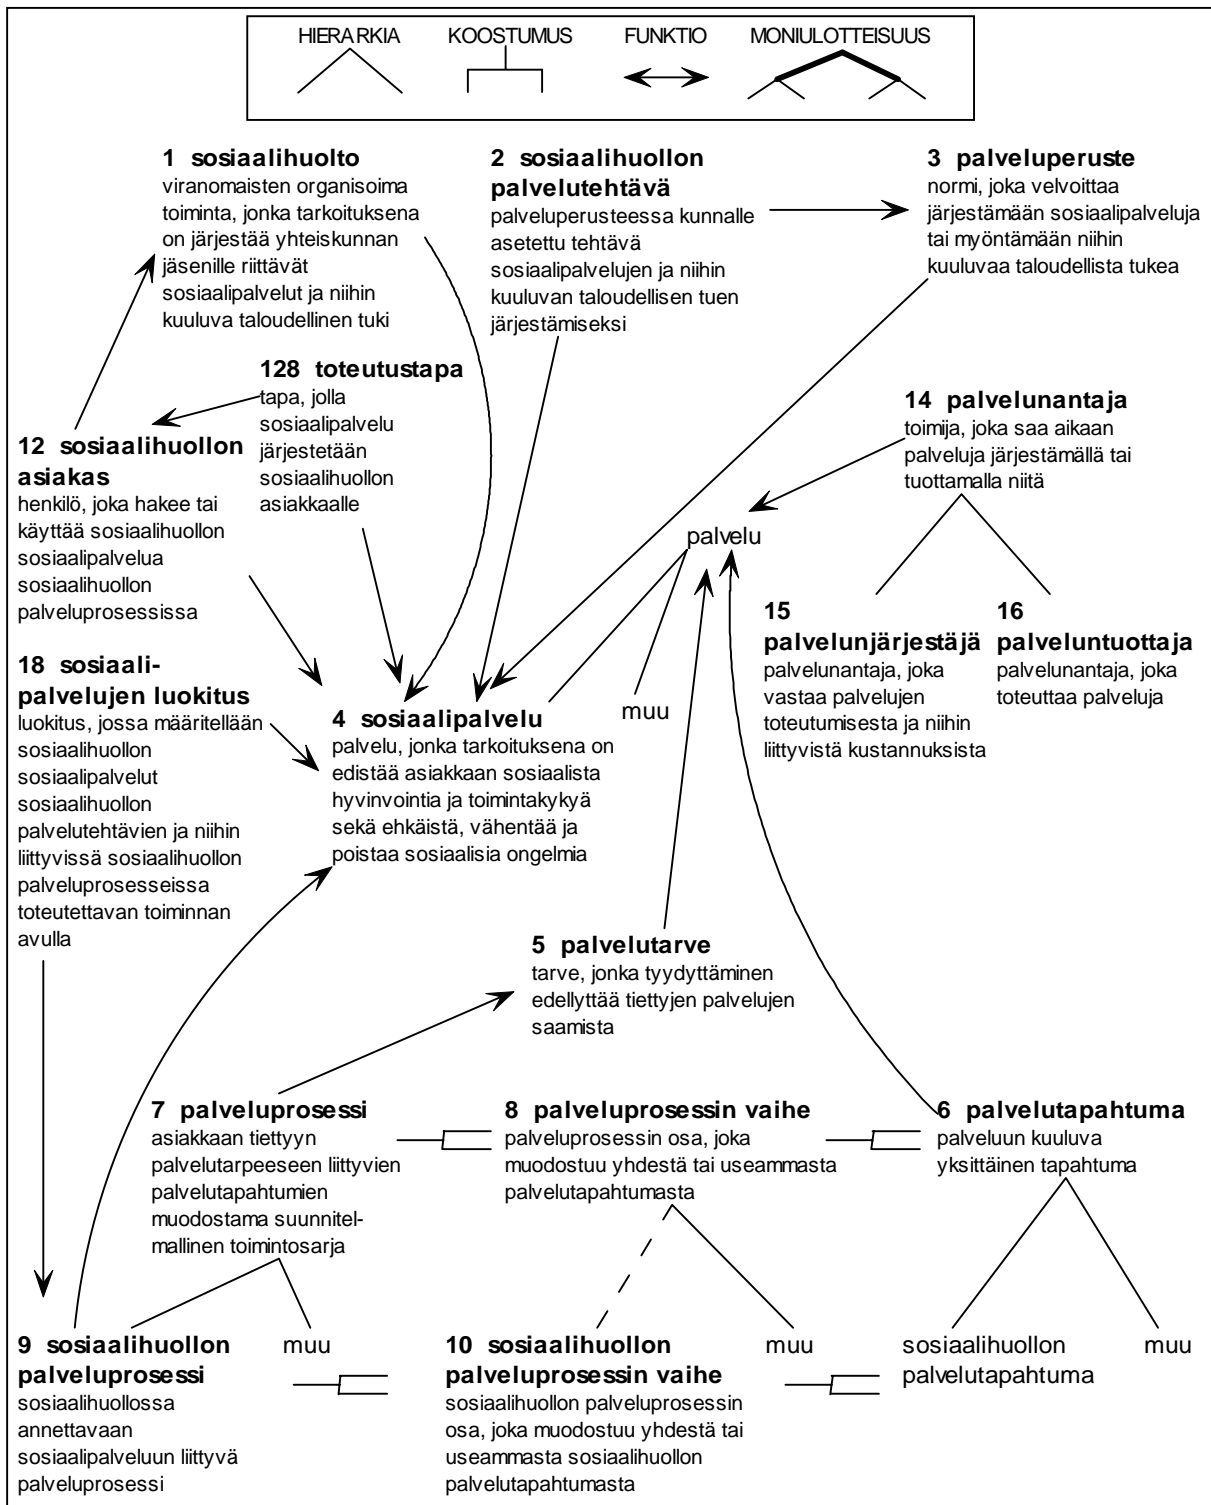 HIERARKIA
KOOSTUMUS
FUNKTIO
MONIULOTTEISUUS
1 sosiaalihuolto
viranomaisten organisoima
toiminta, jonka tarkoituksena
on järjestää yhteiskunnan
jäsenille riittävät
sosiaalipalvelut ja niihin
kuuluva taloudellinen tuki
2 sosiaalihuollon
palvelutehtävä
palveluperusteessa kunnalle
asetettu tehtävä
sosiaalipalvelujen ja niihin
kuuluvan taloudellisen tuen
järjestämiseksi
3 palveluperuste
normi, joka velvoittaa
järjestämään sosiaalipalveluja
tai myöntämään niihin
kuuluvaa taloudellista tukea
128 toteutustapa
tapa, jolla
sosiaalipalvelu
järjestetään
sosiaalihuollon
asiakkaalle
14 palvelunantaja
toimija, joka saa aikaan
palveluja järjestämällä tai
tuottamalla niitä
12 sosiaalihuollon
asiakas
henkilö, joka hakee tai
käyttää sosiaalihuollon
sosiaalipalvelua
sosiaalihuollon
palveluprosessissa
palvelu
15
palvelunjärjestäjä
palvelunantaja, joka
vastaa palvelujen
toteutumisesta ja niihin
liittyvistä kustannuksista
16
palveluntuottaja
palvelunantaja, joka
toteuttaa palveluja
18 sosiaali-
palvelujen luokitus
luokitus, jossa määritellään
sosiaalihuollon
sosiaalipalvelut
sosiaalihuollon
palvelutehtävien ja niihin
liittyvissä sosiaalihuollon
palveluprosesseissa
toteutettavan toiminnan
avulla
4 sosiaalipalvelu
palvelu, jonka tarkoituksena on
edistää asiakkaan sosiaalista
hyvinvointia ja toimintakykyä
sekä ehkäistä, vähentää ja
poistaa sosiaalisia ongelmia
muu
5 palvelutarve
tarve, jonka tyydyttäminen
edellyttää tiettyjen palvelujen
saamista
7 palveluprosessi
asiakkaan tiettyyn
palvelutarpeeseen liittyvien
palvelutapahtumien
muodostama suunnitel-
mallinen toimintosarja
8 palveluprosessin vaihe
palveluprosessin osa, joka
muodostuu yhdestä tai useammasta
palvelutapahtumasta
6 palvelutapahtuma
palveluun kuuluva
yksittäinen tapahtuma
9 sosiaalihuollon
palveluprosessi
sosiaalihuollossa
annettavaan
sosiaalipalveluun liittyvä
palveluprosessi
muu
10 sosiaalihuollon
palveluprosessin vaihe
sosiaalihuollon palveluprosessin
osa, joka muodostuu yhdestä tai
useammasta sosiaalihuollon
palvelutapahtumasta
muu
sosiaalihuollon
palvelutapahtuma
muu